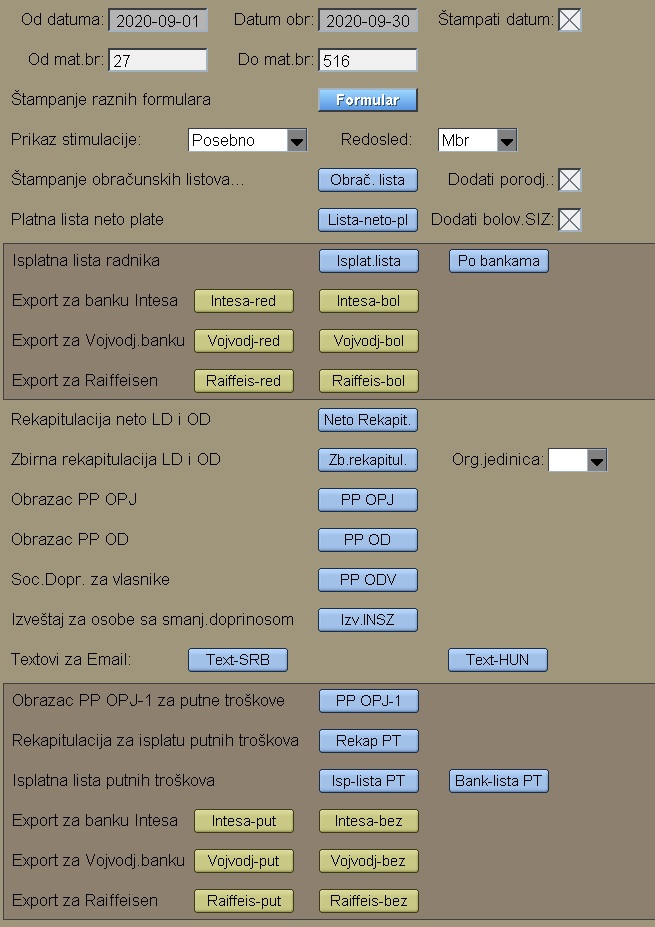 Od datuma: 2020-09-01 Datum obr: 2020-09-30 Štampati datum:
Od mat.br: 27 Do mat.br: 516
Štampanje raznih formulara Formular
Prikaz stimulacije: Posebno Redosled: Mbr
Štampanje obračunskih listova... Obrač. lista Dodati porodj.:
Platna lista neto plate Lista-neto-pl Dodati bolov.SIZ:
Isplatna lista radnika Isplat.lista Po bankama
Export za banku Intesa Intesa-red Intesa-bol
Export za Vojvodj.banku Vojvodj-red Vojvodj-bol
Export za Raiffeisen Raiffeis-red Raiffeis-bol
Rekapitulacija neto LD i OD Neto Rekapit.
Zbirna rekapitulacija LD i OD Zb.rekapitul. Org.jedinica:
Obrazac PP OPJ PP OPJ
Obrazac PP OD PP OD
Soc.Dopr. za vlasnike PP ODV
Izveštaj za osobe sa smanj.doprinosom Izv.INSZ
Textovi za Email: Text-SRB Text-HUN
Obrazac PP OPJ-1 za putne troškove PP OPJ-1
Rekapitulacija za isplatu putnih troškova Rekap PT
Isplatna lista putnih troškova Isp-lista PT Bank-lista PT
Export za banku Intesa Intesa-put Intesa-bez
Export za Vojvodj.banku Vojvodj-put Vojvodj-bez
Export za Raiffeisen Raiffeis-put Raiffeis-bez